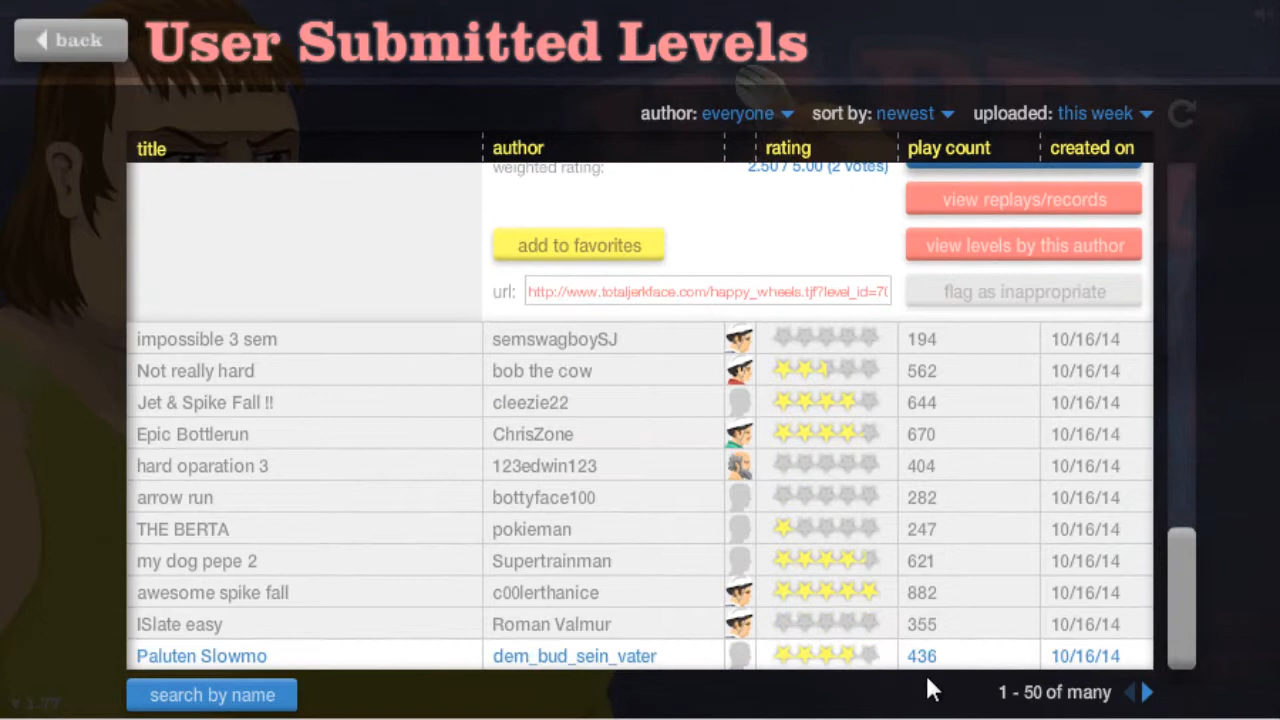 back
User Submitted Levels
author: everyone sort by: newest uploaded: this week
title author rating play count created on
weighted rating: 2.50 / 5.00 (2 votes)
view replays/records
add to favorites view levels by this author
url: http://www.totaljerkface.com/happy_wheels.tjf?level_id=7( flag as inappropriate
impossible 3 sem semswagboySJ 194 10/16/14
Not really hard bob the cow 562 10/16/14
Jet & Spike Fall !! cleezie22 644 10/16/14
Epic Bottlerun ChrisZone 670 10/16/14
hard oparation 3 123edwin123 404 10/16/14
arrow run bottyface100 282 10/16/14
THE BERTA pokieman 247 10/16/14
my dog pepe 2 Supertrainman 621 10/16/14
awesome spike fall c00lerthanice 882 10/16/14
ISlate easy Roman Valmur 355 10/16/14
Paluten Slowmo dem_bud_sein_vater 436 10/16/14
search by name 1 - 50 of many
v 1.77